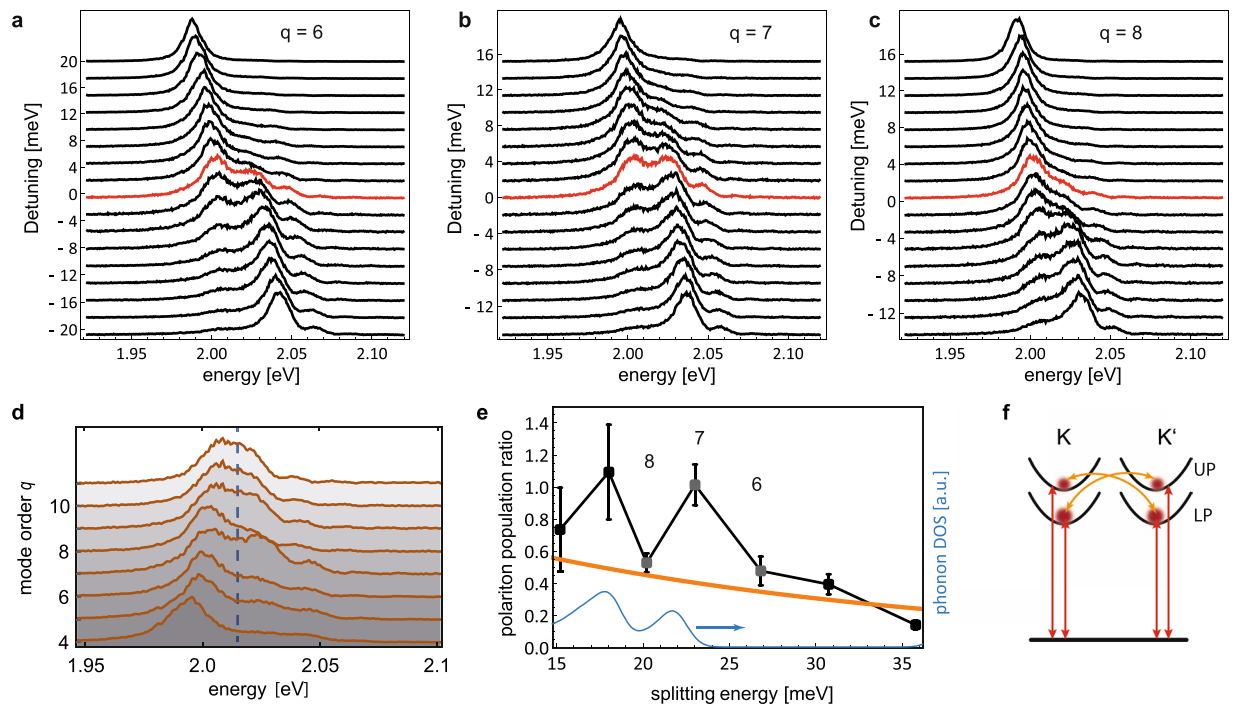 a
q = 6
Detuning [meV]
20
16
12
8
4
0
- 4
- 8
- 12
- 16
- 20
1.95
2.00
2.05
2.10
energy [eV]
b
q = 7
Detuning [meV]
16
12
8
4
0
- 4
- 8
- 12
1.95
2.00
2.05
2.10
energy [eV]
c
q = 8
Detuning [meV]
16
12
8
4
0
- 4
- 8
- 12
1.95
2.00
2.05
2.10
energy [eV]
d
mode order q
10
8
6
4
1.95
2.0
2.05
2.1
energy [eV]
e
polarition population ratio
1.4
1.2
1.0
0.8
0.6
0.4
0.2
0
7
8
6
15
20
25
30
35
splitting energy [meV]
phonon DOS [a.u.]
f
K
K‘
UP
LP